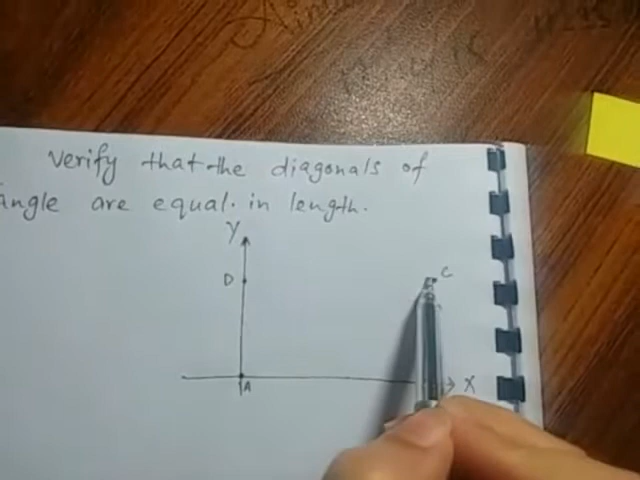 Verify that the diagonals of
angle are equal. in length.
Y
D
C
A
X